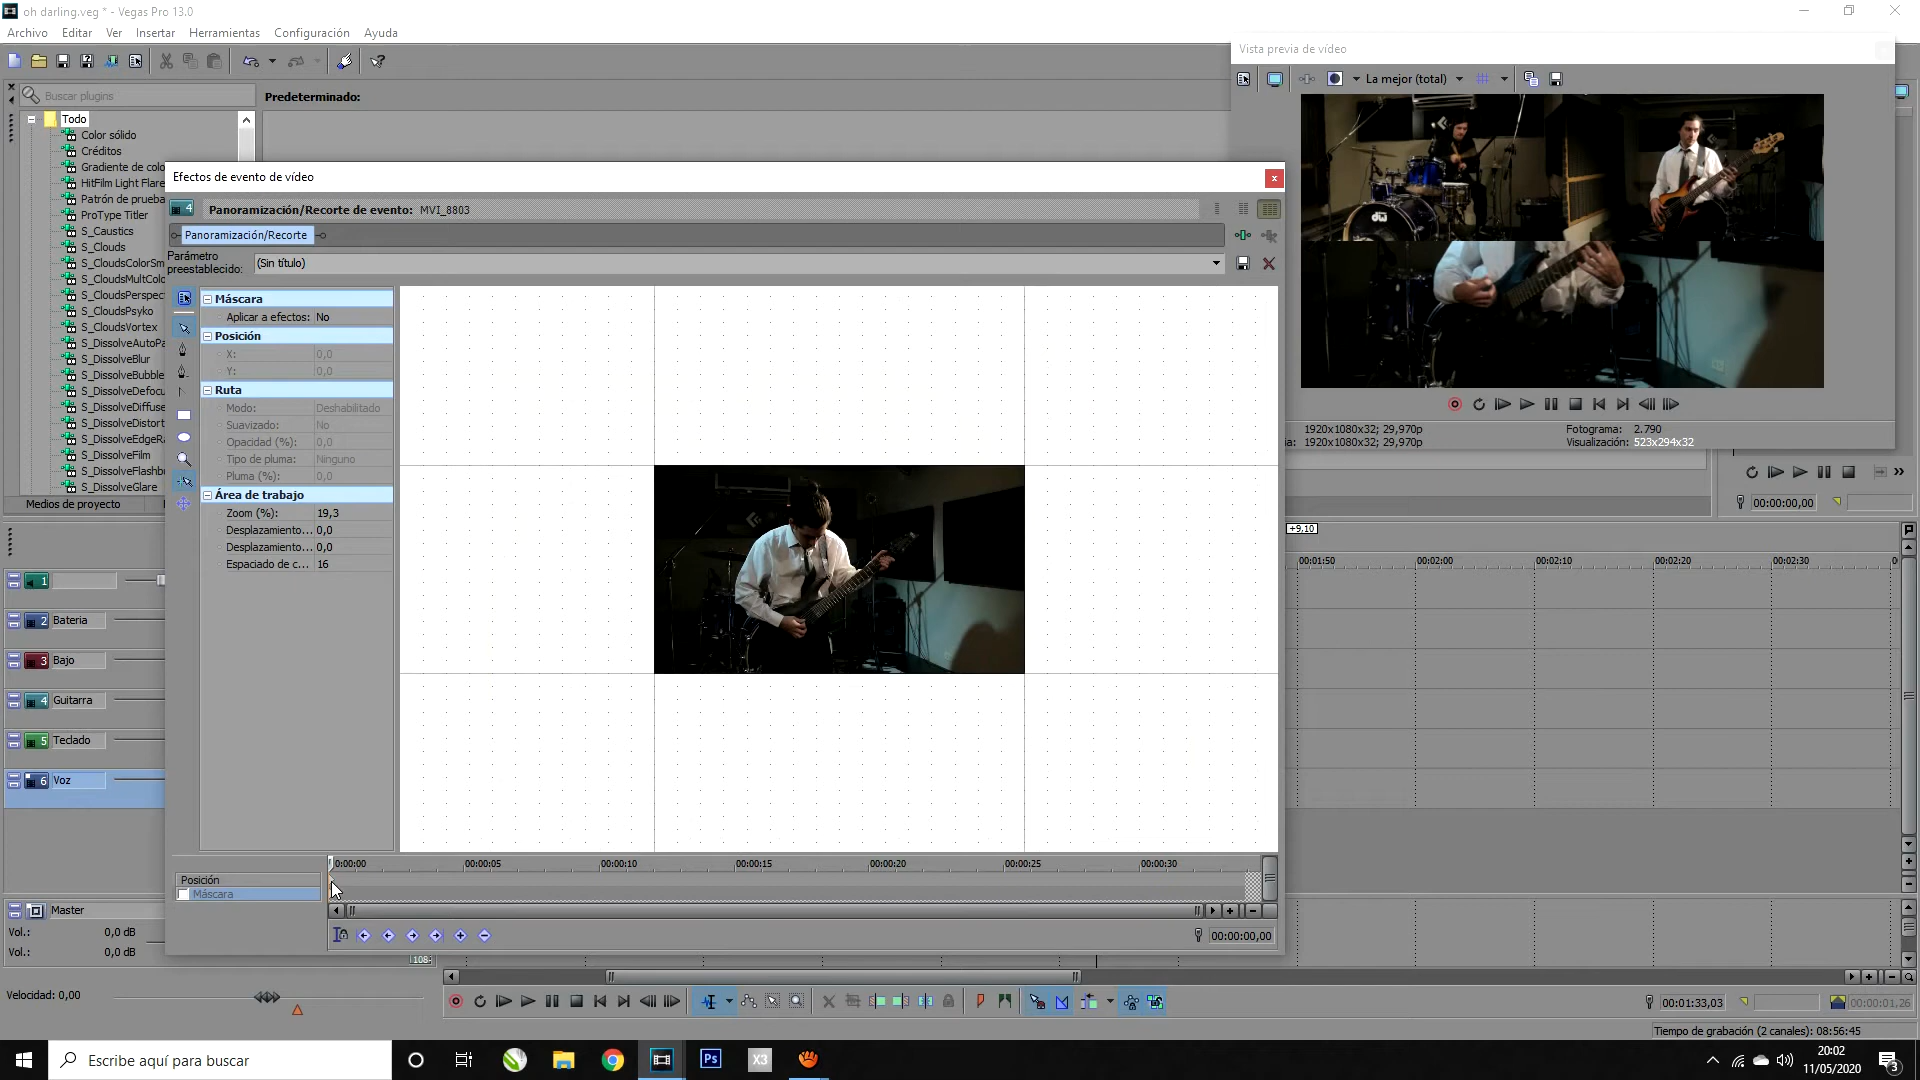 oh darling.veg * - Vegas Pro 13.0
Archivo Editar Ver Insertar Herramientas Configuración Ayuda
Vista previa de vídeo
La mejor (total)
Buscar plugins
Predeterminado:
Todo
Color sólido
Créditos
Gradiente de colo
HitFilm Light Flare
Patrón de prueba
ProType Titler
S_Caustics
S_Clouds
S_CloudsColorSm
S_CloudsMultColo
S_CloudsPerspect
S_CloudsPsyko
S_CloudsVortex
S_DissolveAutoPa
S_DissolveBlur
S_DissolveBubble
S_DissolveDefocu
S_DissolveDiffuse
S_DissolveDistort
S_DissolveEdgeRa
S_DissolveFilm
S_DissolveFlashbu
S_DissolveGlare
Medios de proyecto
Efectos de evento de vídeo
4 Panoramización/Recorte de evento: MVI_8803
Panoramización/Recorte
Parámetro preestablecido: (Sin título)
Máscara
Aplicar a efectos: No
Posición
X: 0,0
Y: 0,0
Ruta
Modo: Deshabilitado
Suavizado: No
Opacidad (%): 0,0
Tipo de pluma: Ninguno
Pluma (%): 0,0
Área de trabajo
Zoom (%): 19,3
Desplazamiento... 0,0
Desplazamiento... 0,0
Espaciado de c... 16
0:00:00 00:00:05 00:00:10 00:00:15 00:00:20 00:00:25 00:00:30
Posición
Máscara
00:00:00,00
1920x1080x32; 29,970p
1920x1080x32; 29,970p
Fotograma: 2.790
Visualización: 523x294x32
00:00:00,00
+9,10
00:01:50 00:02:00 00:02:10 00:02:20 00:02:30
1
2 Bateria
3 Bajo
4 Guitarra
5 Teclado
6 Voz
Master
Vol.: 0,0 dB
Vol.: 0,0 dB
108
Velocidad: 0,00
00:01:33,03
00:00:01,26
Tiempo de grabación (2 canales): 08:56:45
Escribe aquí para buscar
Ps
X3
20:02
11/05/2020
3